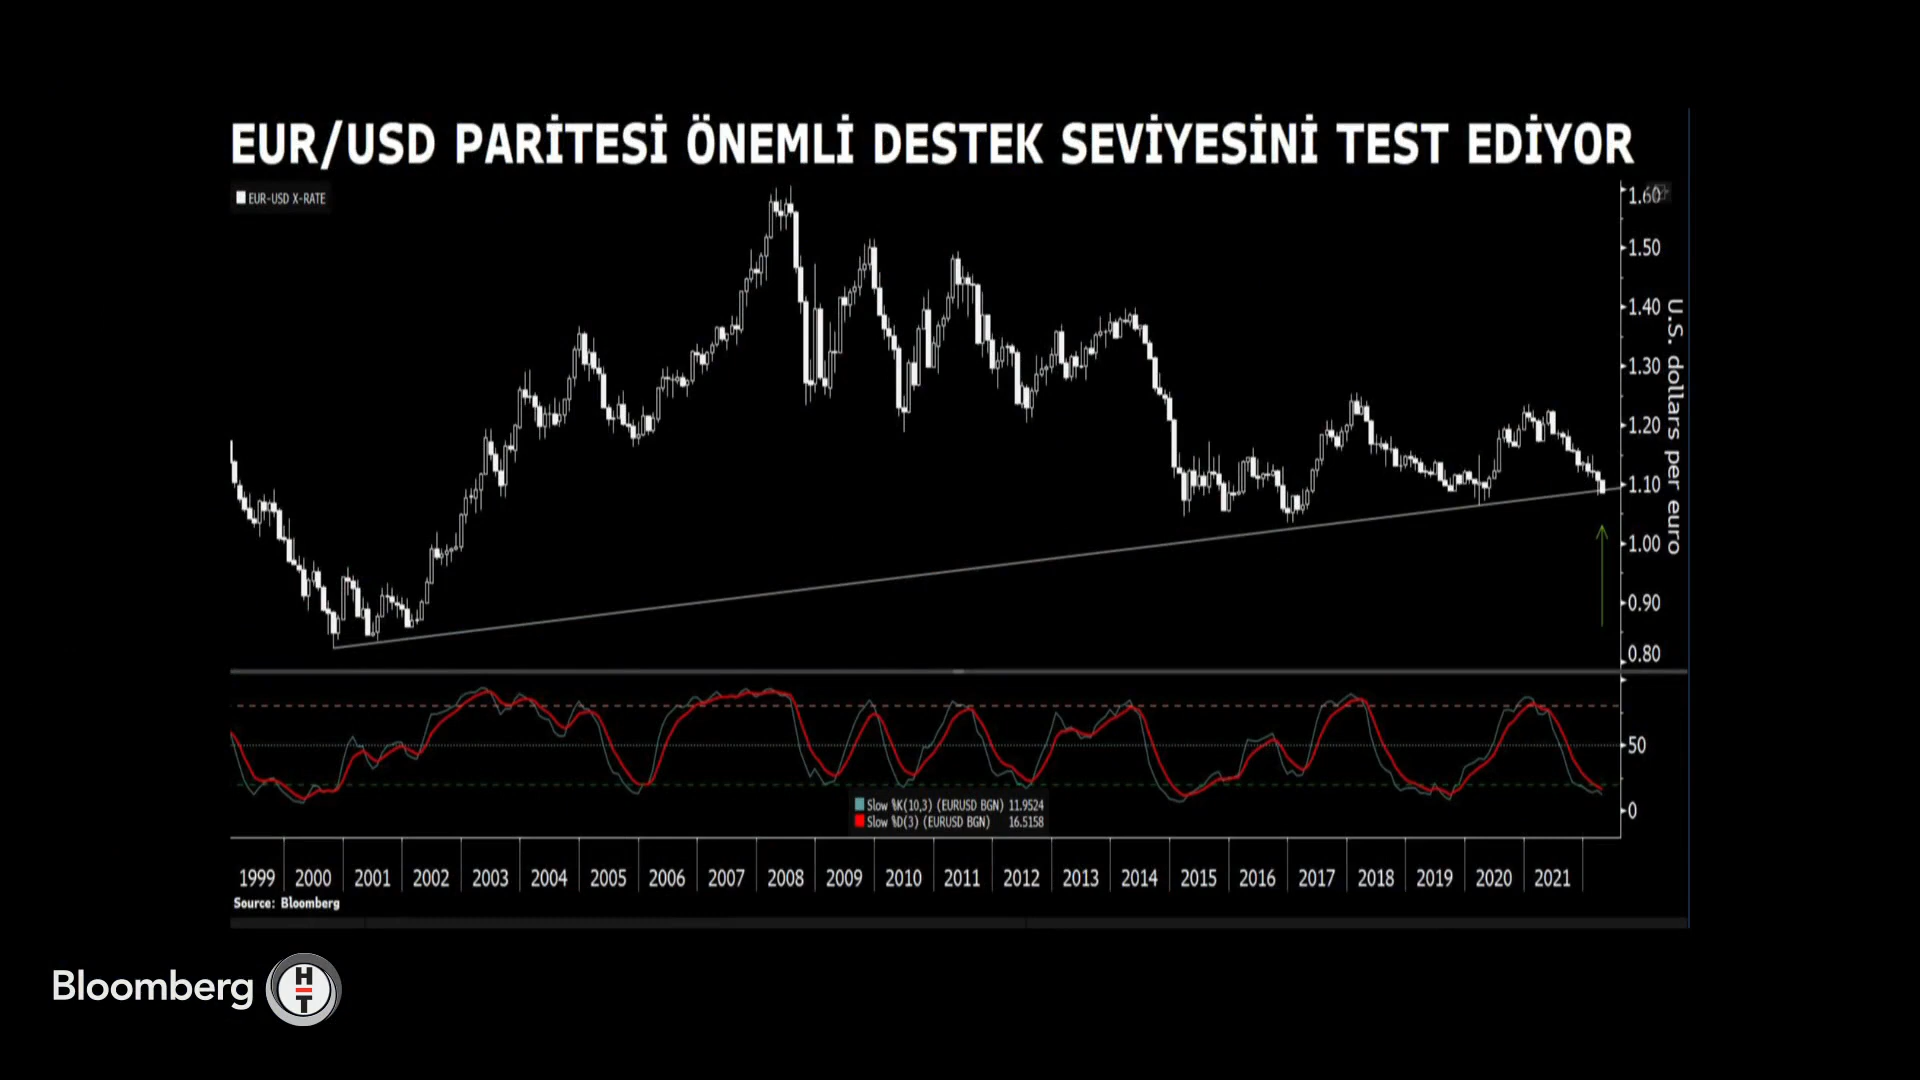 EUR/USD PARİTESİ ÖNEMLİ DESTEK SEVİYESİNİ TEST EDİYOR
EUR-USD X-RATE
1.60
1.50
1.40
1.30
1.20
1.10
1.00
0.90
0.80
U.S. dollars per euro
50
0
Slow %K(10,3) (EURUSD BGN) 11.9524
Slow %D(3) (EURUSD BGN) 16.5158
1999 2000 2001 2002 2003 2004 2005 2006 2007 2008 2009 2010 2011 2012 2013 2014 2015 2016 2017 2018 2019 2020 2021
Source: Bloomberg
Bloomberg HT